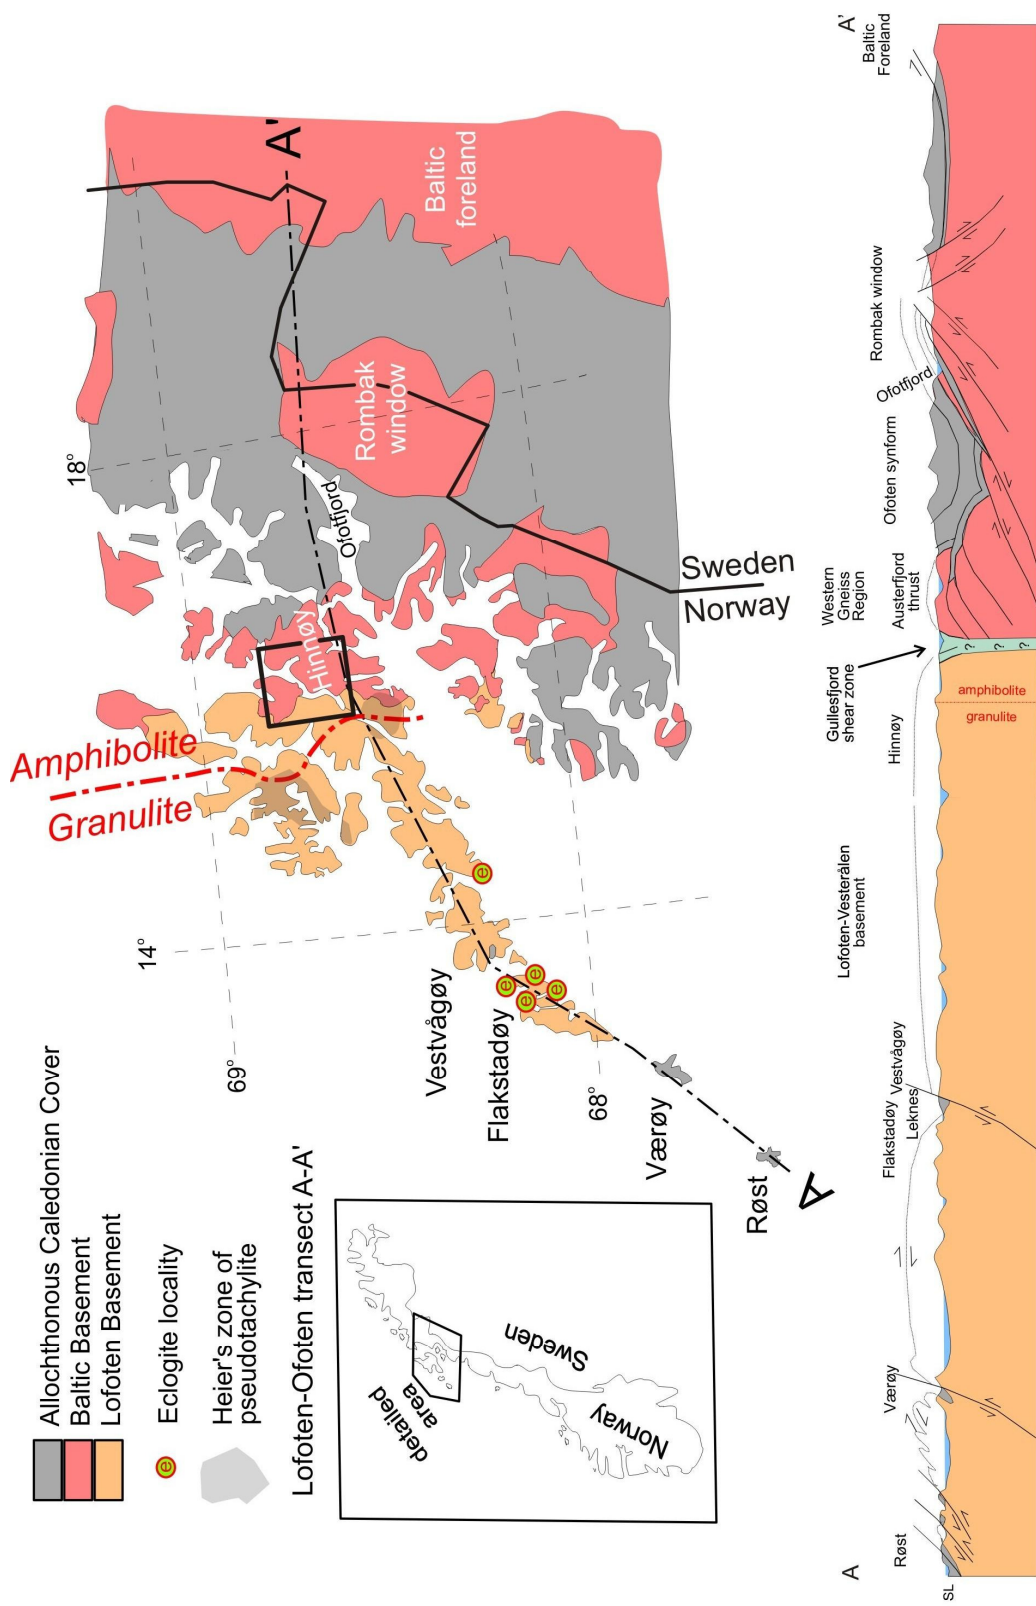 Allochthonous Caledonian Cover
Baltic Basement
Lofoten Basement
e
Eclogite locality
Heier's zone of
pseudotachylite
Lofoten-Ofoten transect A-A'
detailed
area
Norway
Sweden
Amphibolite
Granulite
69°
14°
18°
68°
Hinnøy
Ofotfjord
Rombak
window
Baltic
foreland
A'
Sweden
Norway
Vestvågøy
Flakstadøy
Værøy
Røst
A
e
e
e
e
e
A
Røst
Værøy
Flakstadøy
Vestvågøy
Leknes
Lofoten-Vesterålen
basement
Hinnøy
Gullesfjord
shear zone
Western
Gneiss
Region
Austerfjord
thrust
Ofoten synform
Ofotfjord
Rombak window
Baltic
Foreland
A'
SL
granulite
amphibolite
?
?
?